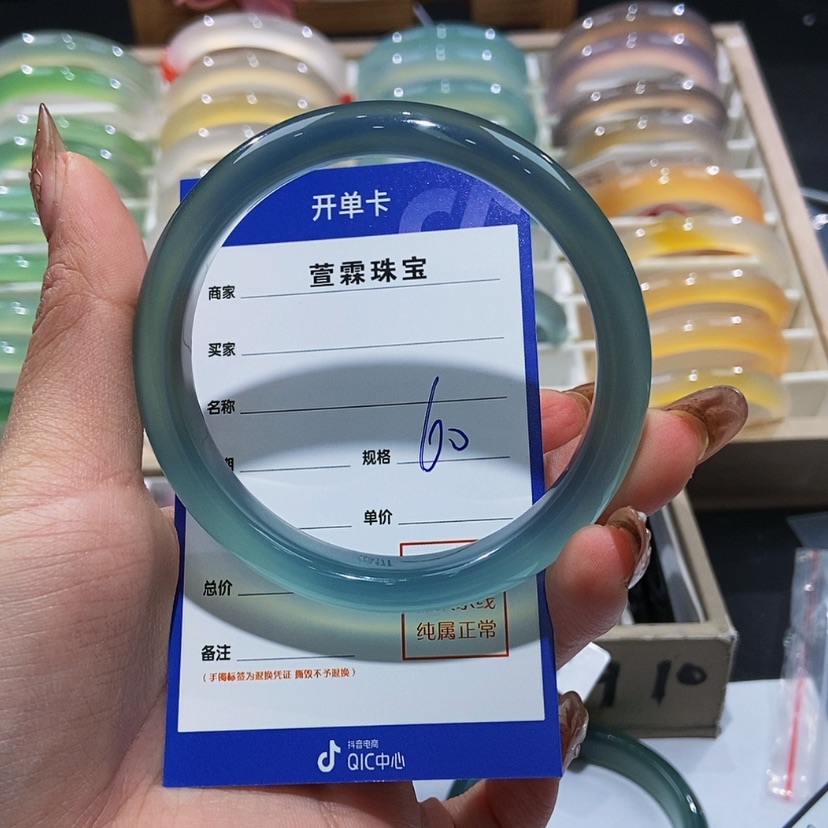 开单卡
商家 萱霖珠宝
买家
名称
期 规格 60
单价
总价
纯属正常
备注
(手镯标签为退换凭证 撕毁不予退换)
抖音电商
QIC中心
10